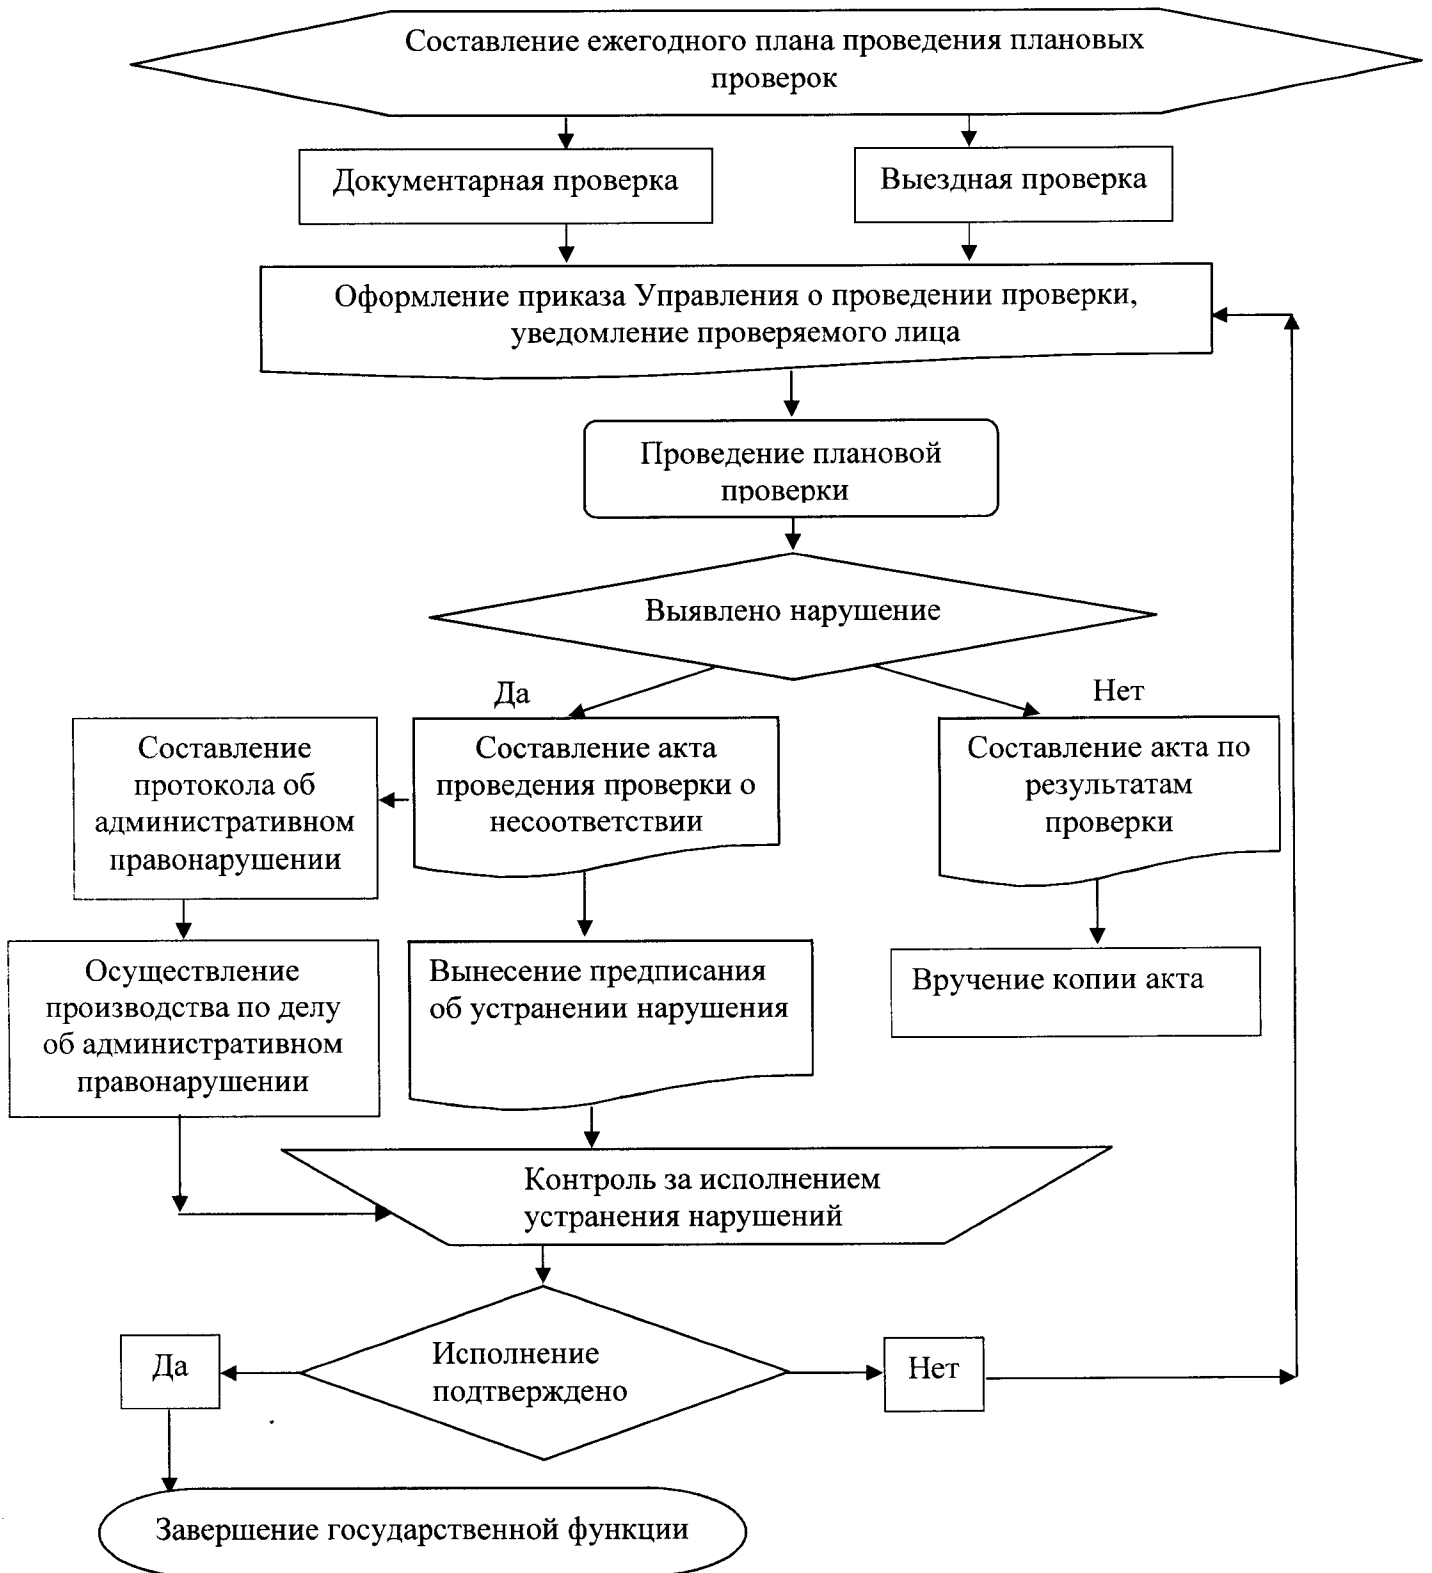 Составление ежегодного плана проведения плановых
проверок
Документарная проверка
Выездная проверка
Оформление приказа Управления о проведении проверки,
уведомление проверяемого лица
Проведение плановой
проверки
Выявлено нарушение
Да
Нет
Составление
протокола об
административном
правонарушении
Составление акта
проведения проверки о
несоответствии
Составление акта по
результатам
проверки
Осуществление
производства по делу
об административном
правонарушении
Вынесение предписания
об устранении нарушения
Вручение копии акта
Контроль за исполнением
устранения нарушений
Исполнение
подтверждено
Да
Нет
Завершение государственной функции